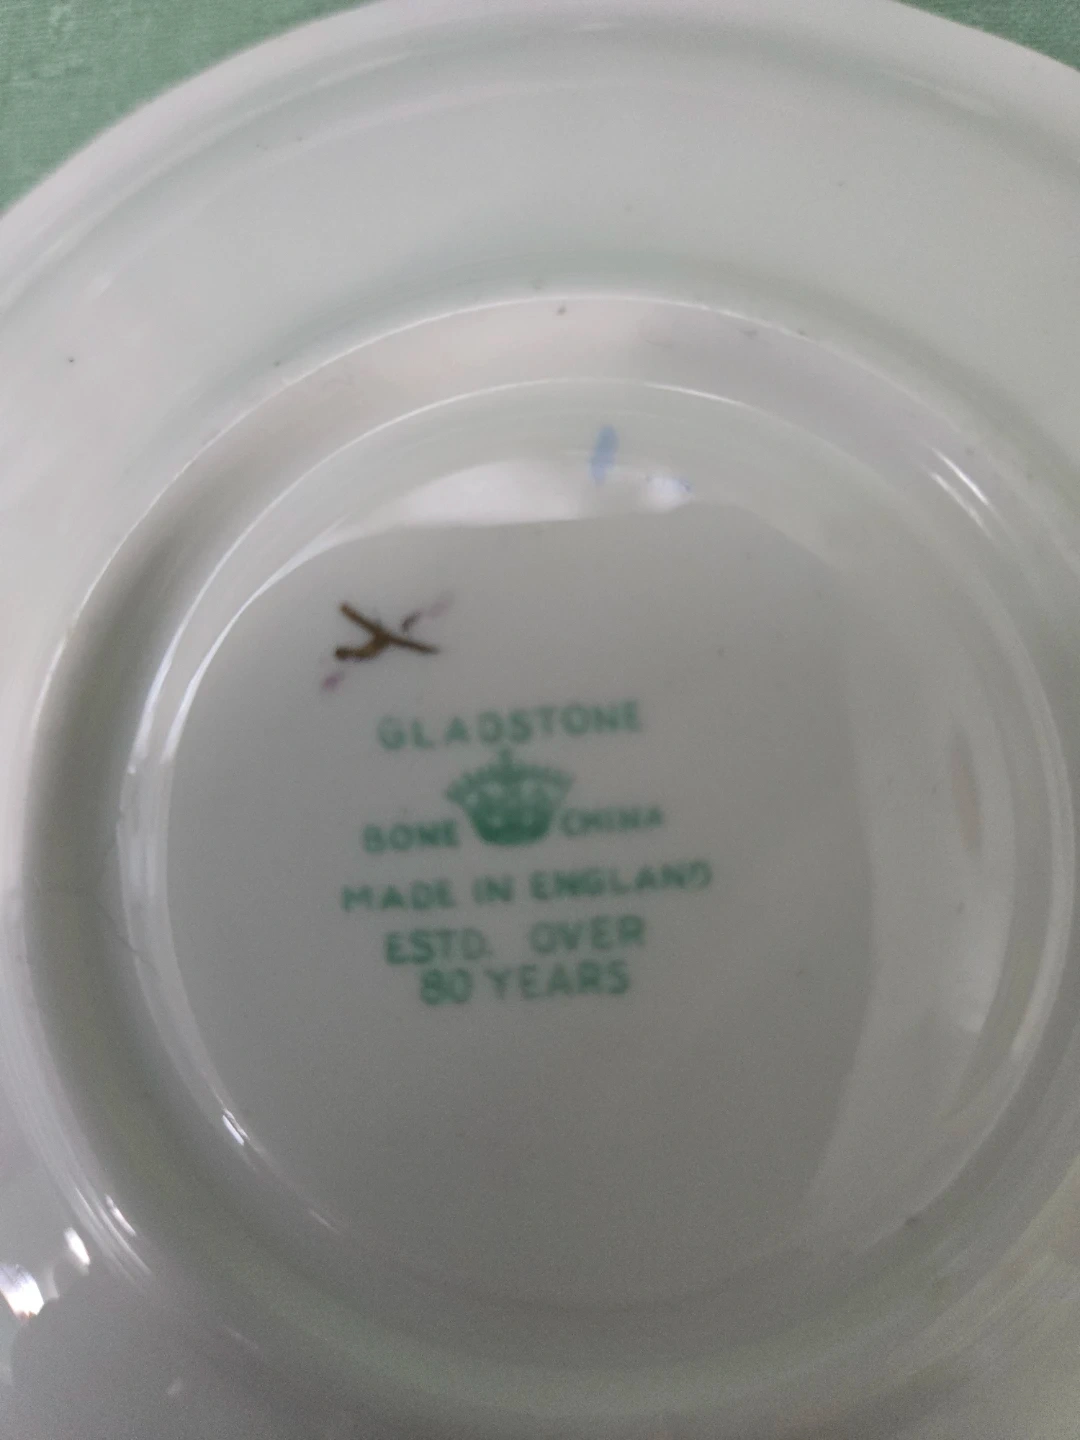 GLADSTONE
BONE CHINA
MADE IN ENGLAND
ESTD. OVER
80 YEARS